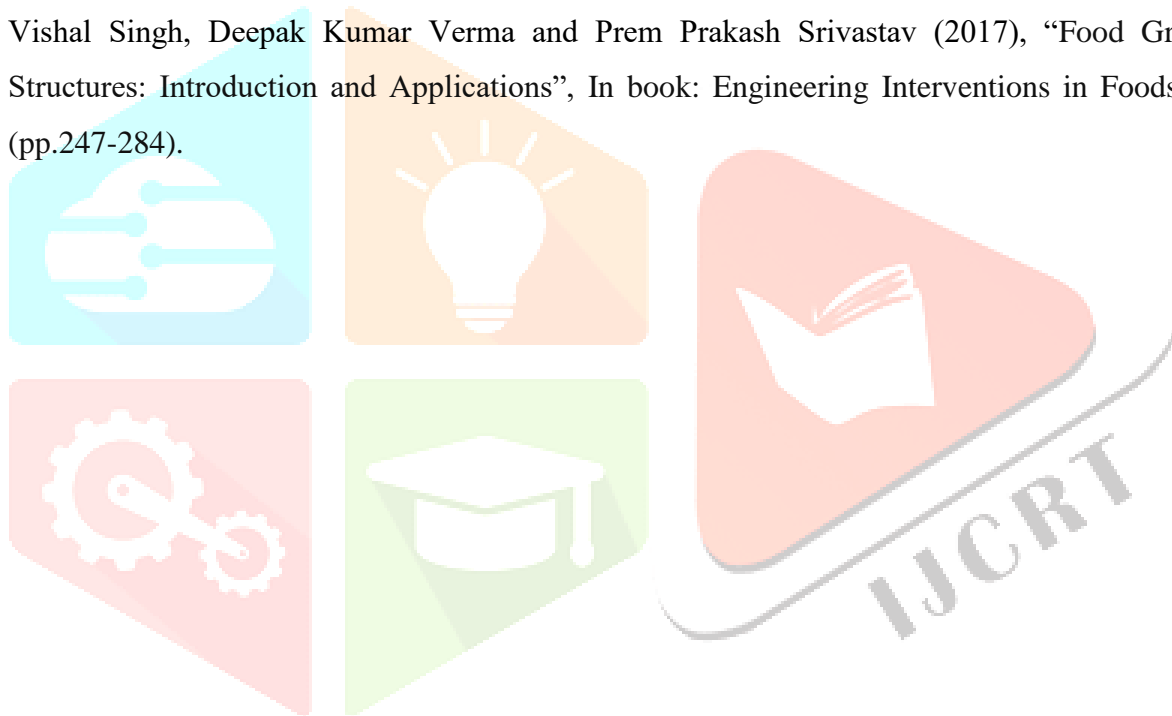 Vishal Singh, Deepak Kumar Verma and Prem Prakash Srivastav (2017), “Food
Structures: Introduction and Applications”, In book: Engineering Interventions in Foods
(pp.247-284).
IJCRT